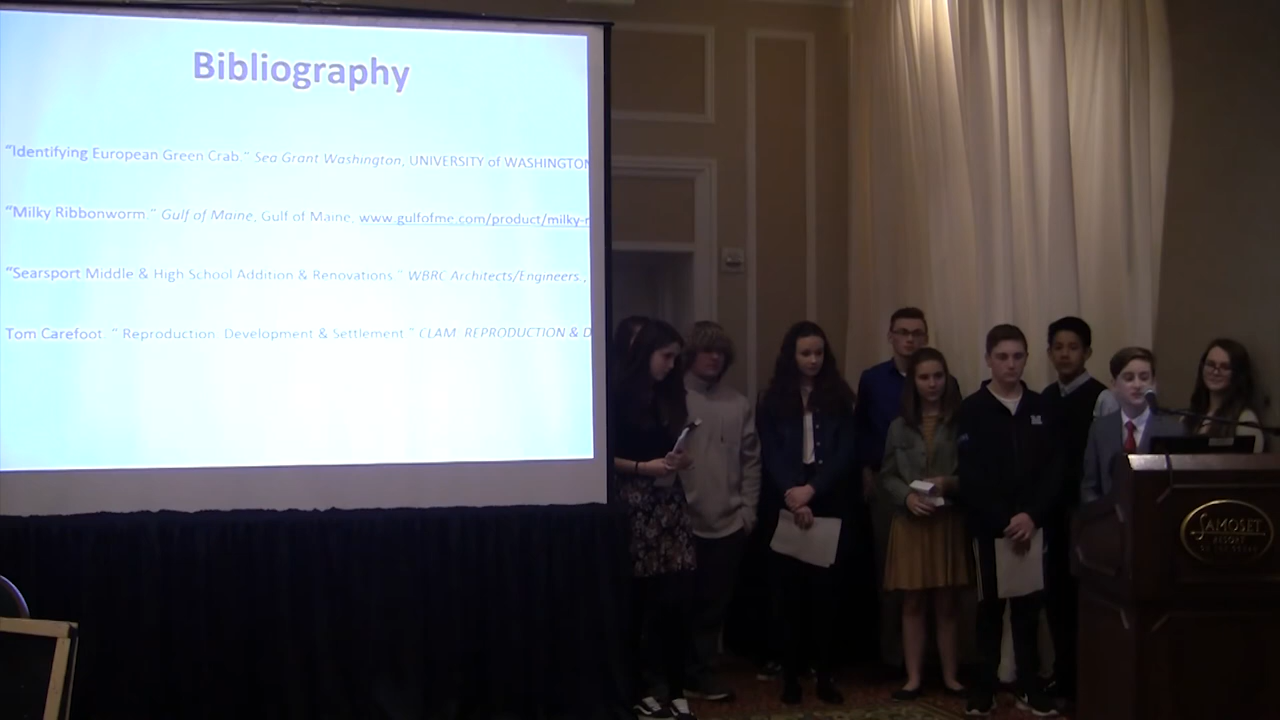 Bibliography
"Identifying European Green Crab." Sea Grant Washington, UNIVERSITY of WASHINGTON
"Milky Ribbonworm." Gulf of Maine, Gulf of Maine, www.gulfofme.com/product/milky-r
"Searsport Middle & High School Addition & Renovations." WBRC Architects/Engineers.,
Tom Carefoot. " Reproduction, Development & Settlement." CLAM: REPRODUCTION & D
SAMOSET
RESORT